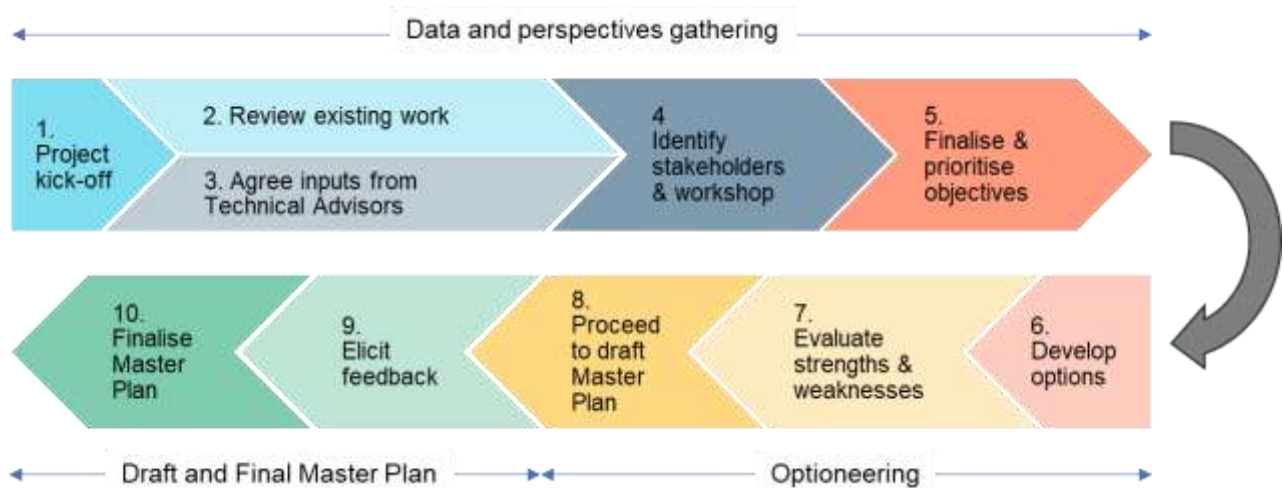 Data and perspectives gathering
1.
Project
kick-off
2. Review existing work
3. Agree inputs from
Technical Advisors
4
Identify
stakeholders
& workshop
5.
Finalise &
prioritise
objectives
6.
Develop
options
7.
Evaluate
strengths &
weaknesses
8.
Proceed
to draft
Master
Plan
9.
Elicit
feedback
10.
Finalise
Master
Plan
Draft and Final Master Plan
Optioneering